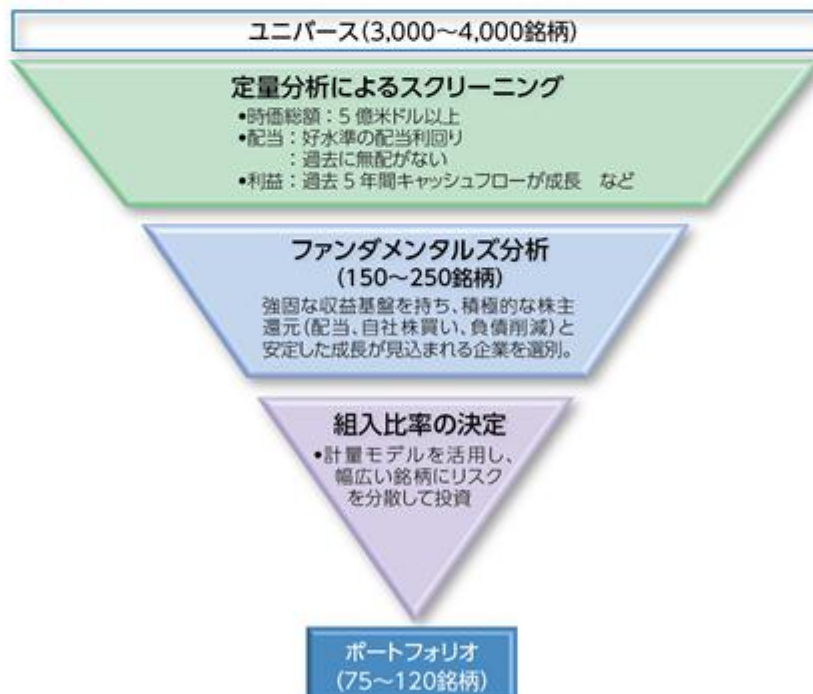 ユニバース(3,000〜4,000銘柄)
定量分析によるスクリーニング
•時価総額：5億米ドル以上
•配当：好水準の配当利回り
：過去に無配がない
•利益：過去5年間キャッシュフローが成長　など
ファンダメンタルズ分析
(150〜250銘柄)
強固な収益基盤を持ち、積極的な株主
還元(配当、自社株買い、負債削減)と
安定した成長が見込まれる企業を選別。
組入比率の決定
•計量モデルを活用し、
幅広い銘柄にリスク
を分散して投資
ポートフォリオ
(75〜120銘柄)